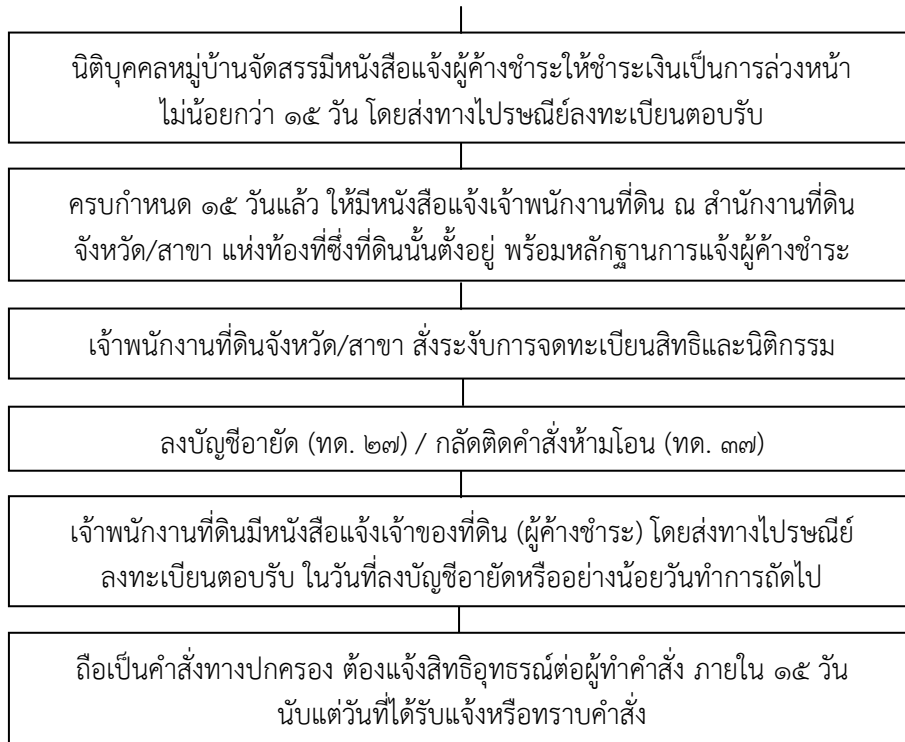 นิติบุคคลหมู่บ้านจัดสรรมีหนังสือแจ้งผู้ค้างชำระให้ชำระเงินเป็นการล่วงหน้า
ไม่น้อยกว่า ๑๕ วัน โดยส่งทางไปรษณีย์ลงทะเบียนตอบรับ
ครบกำหนด ๑๕ วันแล้ว ให้มีหนังสือแจ้งเจ้าพนักงานที่ดิน ณ สำนักงานที่ดิน
จังหวัด/สาขา แห่งท้องที่ซึ่งที่ดินนั้นตั้งอยู่ พร้อมหลักฐานการแจ้งผู้ค้างชำระ
เจ้าพนักงานที่ดินจังหวัด/สาขา สั่งระงับการจดทะเบียนสิทธิและนิติกรรม
ลงบัญชีอายัด (ทด. ๒๗) / กลัดติดคำสั่งห้ามโอน (ทด. ๓๗)
เจ้าพนักงานที่ดินมีหนังสือแจ้งเจ้าของที่ดิน (ผู้ค้างชำระ) โดยส่งทางไปรษณีย์
ลงทะเบียนตอบรับ ในวันที่ลงบัญชีอายัดหรืออย่างน้อยวันทำการถัดไป
ถือเป็นคำสั่งทางปกครอง ต้องแจ้งสิทธิอุทธรณ์ต่อผู้ทำคำสั่ง ภายใน ๑๕ วัน
นับแต่วันที่ได้รับแจ้งหรือทราบคำสั่ง